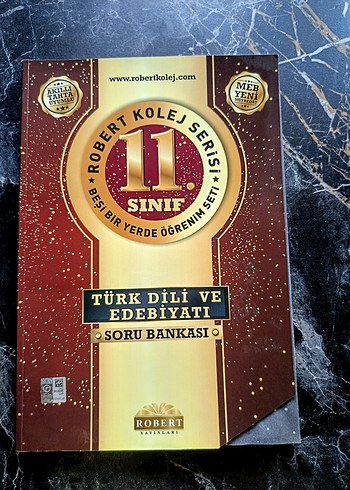 www.robertkolej.com
AKILLI
TAHTA
UYUMLU
MEB
YENİ
ROBERT KOLEJ SERİSİ
11.
SINIF
BEŞİ BİR YERDE ÖĞRENİM SETİ
TÜRK DİLİ VE
EDEBİYATI
SORU BANKASI
ROBERT
YAYINLARI